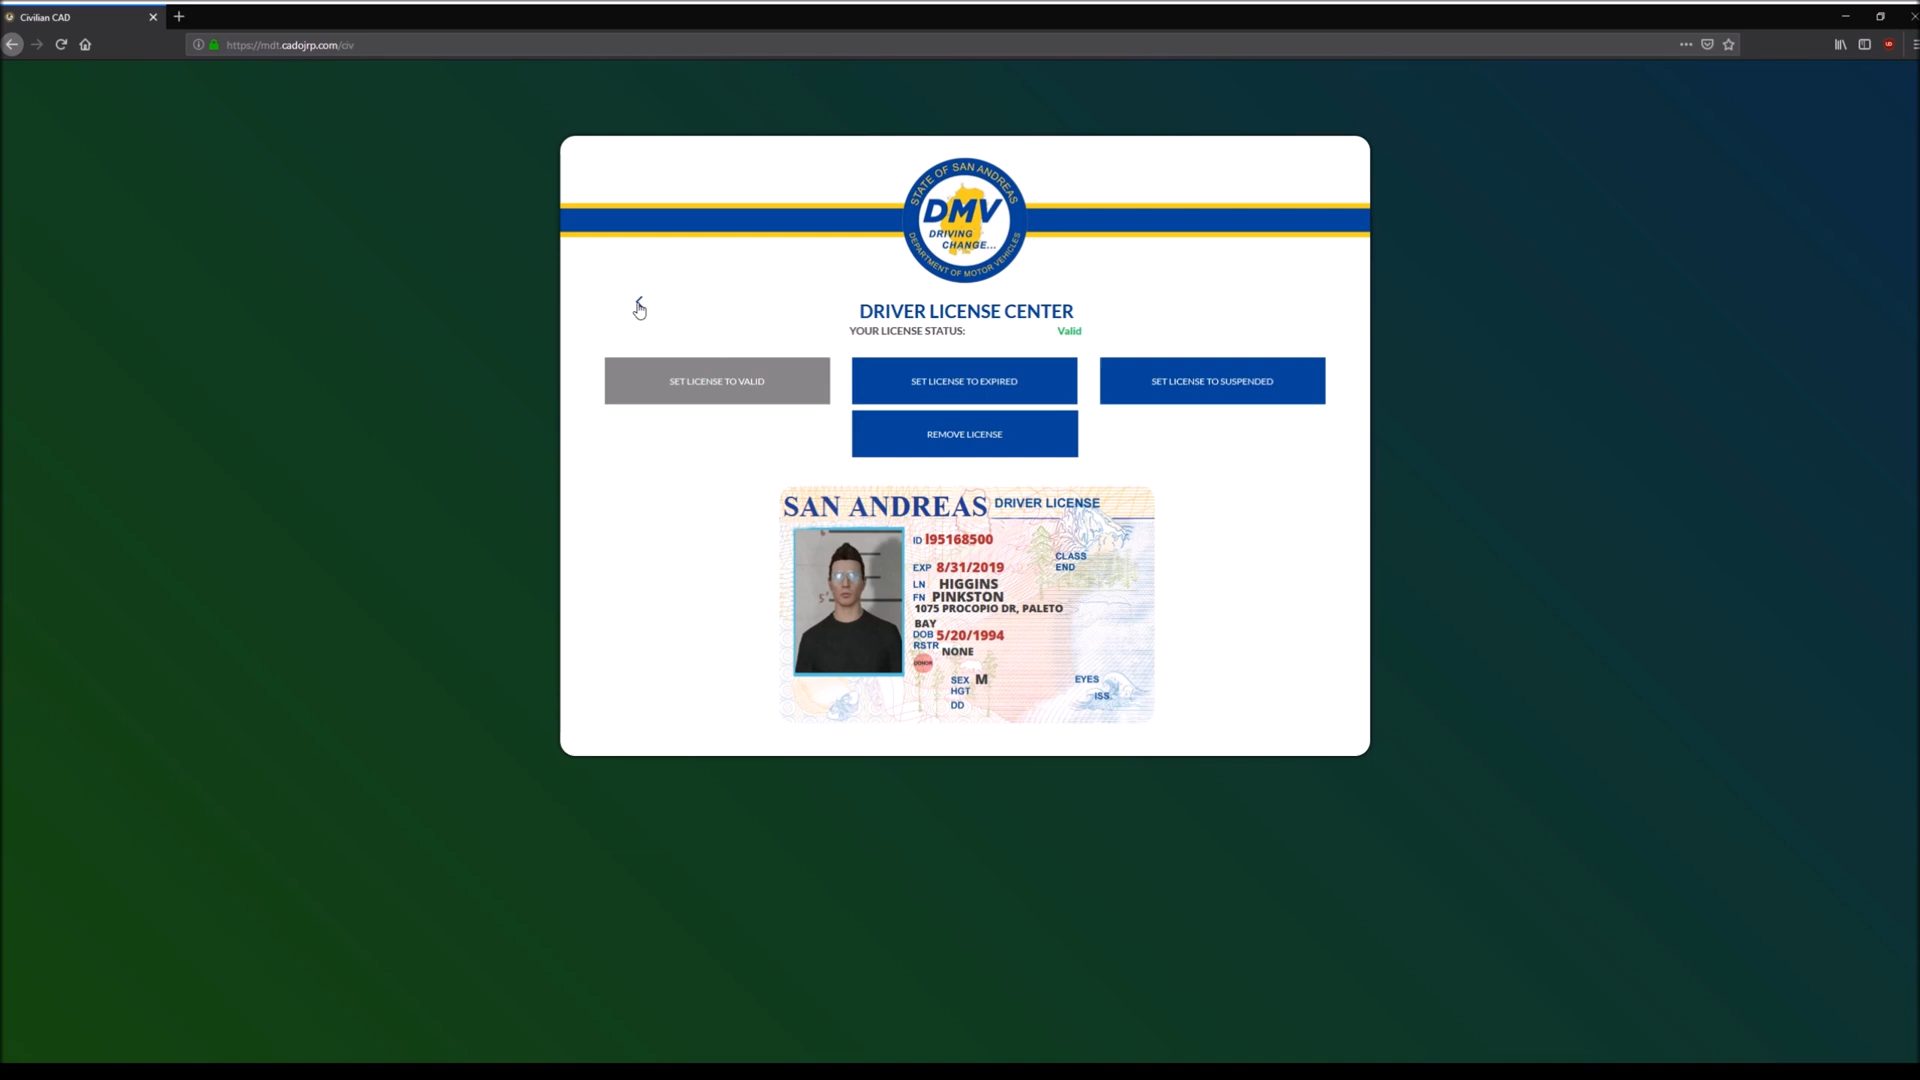 Civilian CAD
https://mdt.cadojrp.com/civ
STATE OF SAN ANDREAS
DMV
DRIVING
CHANGE...
DEPARTMENT OF MOTOR VEHICLES
DRIVER LICENSE CENTER
YOUR LICENSE STATUS: Valid
SET LICENSE TO VALID
SET LICENSE TO EXPIRED
SET LICENSE TO SUSPENDED
REMOVE LICENSE
SAN ANDREAS DRIVER LICENSE
ID I95168500
CLASS
EXP 8/31/2019
END
LN HIGGINS
FN PINKSTON
1075 PROCOPIO DR, PALETO
BAY
DOB 5/20/1994
RSTR NONE
DONOR
SEX M
EYES
HGT
ISS
DD
5'